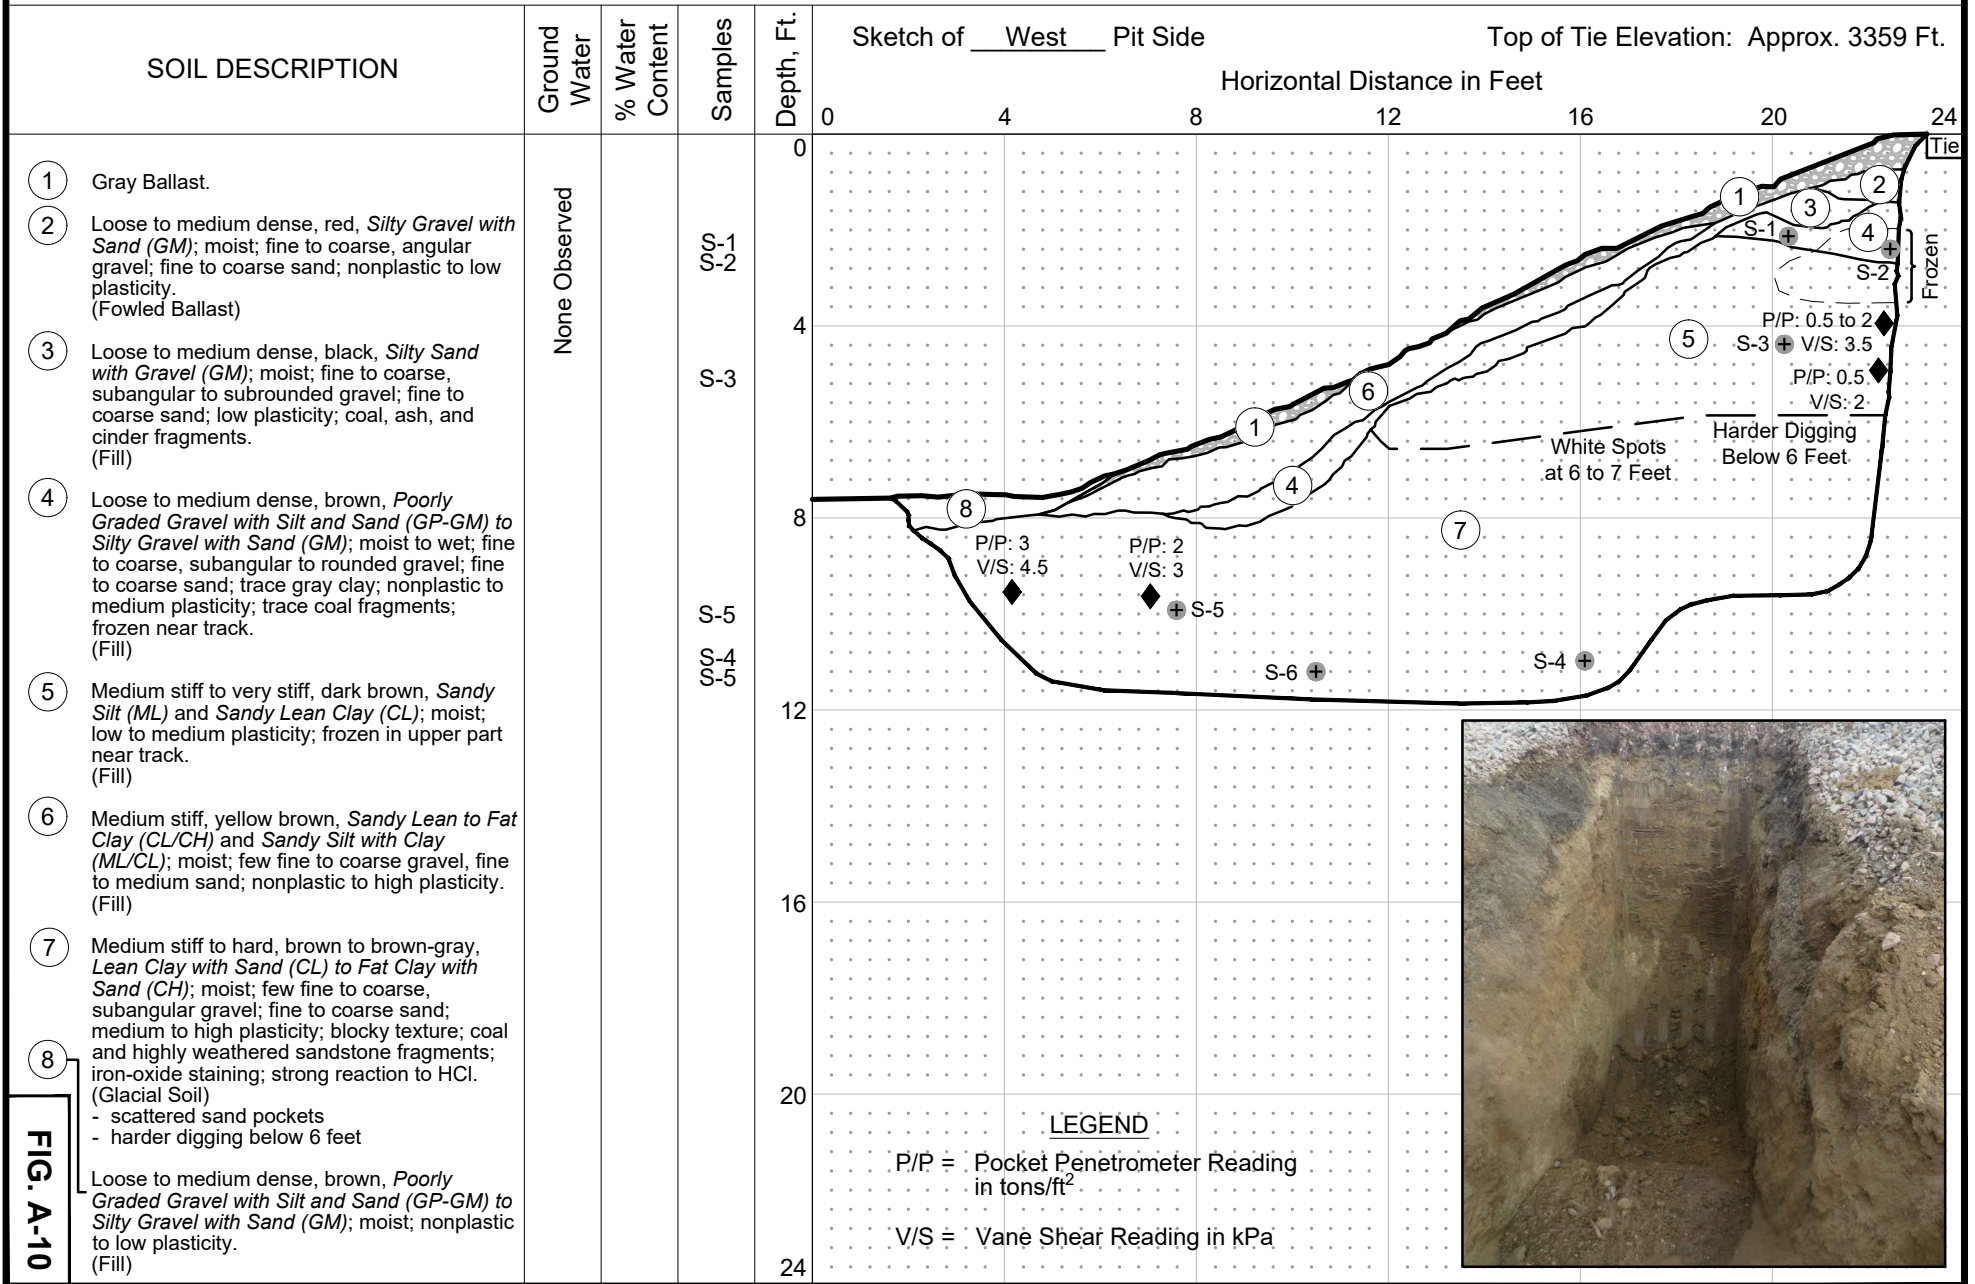 SOIL DESCRIPTION
Ground
Water
% Water
Content
Samples
Depth, Ft.
Sketch of West Pit Side
Top of Tie Elevation: Approx. 3359 Ft.
Horizontal Distance in Feet
0 4 8 12 16 20 24
1 Gray Ballast.
2 Loose to medium dense, red, Silty Gravel with
Sand (GM); moist; fine to coarse, angular
gravel; fine to coarse sand; nonplastic to low
plasticity.
(Fowled Ballast)
3 Loose to medium dense, black, Silty Sand
with Gravel (GM); moist; fine to coarse,
subangular to subrounded gravel; fine to
coarse sand; low plasticity; coal, ash, and
cinder fragments.
(Fill)
4 Loose to medium dense, brown, Poorly
Graded Gravel with Silt and Sand (GP-GM) to
Silty Gravel with Sand (GM); moist to wet; fine
to coarse, subangular to rounded gravel; fine
to coarse sand; trace gray clay; nonplastic to
medium plasticity; trace coal fragments;
frozen near track.
(Fill)
5 Medium stiff to very stiff, dark brown, Sandy
Silt (ML) and Sandy Lean Clay (CL); moist;
low to medium plasticity; frozen in upper part
near track.
(Fill)
6 Medium stiff, yellow brown, Sandy Lean to Fat
Clay (CL/CH) and Sandy Silt with Clay
(ML/CL); moist; few fine to coarse gravel, fine
to medium sand; nonplastic to high plasticity.
(Fill)
7 Medium stiff to hard, brown to brown-gray,
Lean Clay with Sand (CL) to Fat Clay with
Sand (CH); moist; few fine to coarse,
subangular gravel; fine to coarse sand;
medium to high plasticity; blocky texture; coal
and highly weathered sandstone fragments;
iron-oxide staining; strong reaction to HCl.
(Glacial Soil)
- scattered sand pockets
- harder digging below 6 feet
8 Loose to medium dense, brown, Poorly
Graded Gravel with Silt and Sand (GP-GM) to
Silty Gravel with Sand (GM); moist; nonplastic
to low plasticity.
(Fill)
FIG. A-10
None Observed
S-1
S-2
S-3
S-5
S-4
S-5
0
4
8
12
16
20
24
Tie
1
2
3
4
S-1
S-2
Frozen
5
P/P: 0.5 to 2
S-3 V/S: 3.5
P/P: 0.5
V/S: 2
6
1
White Spots
at 6 to 7 Feet
Harder Digging
Below 6 Feet
4
8
7
P/P: 3
V/S: 4.5
P/P: 2
V/S: 3
S-5
S-6
S-4
LEGEND
P/P = Pocket Penetrometer Reading
in tons/ft²
V/S = Vane Shear Reading in kPa